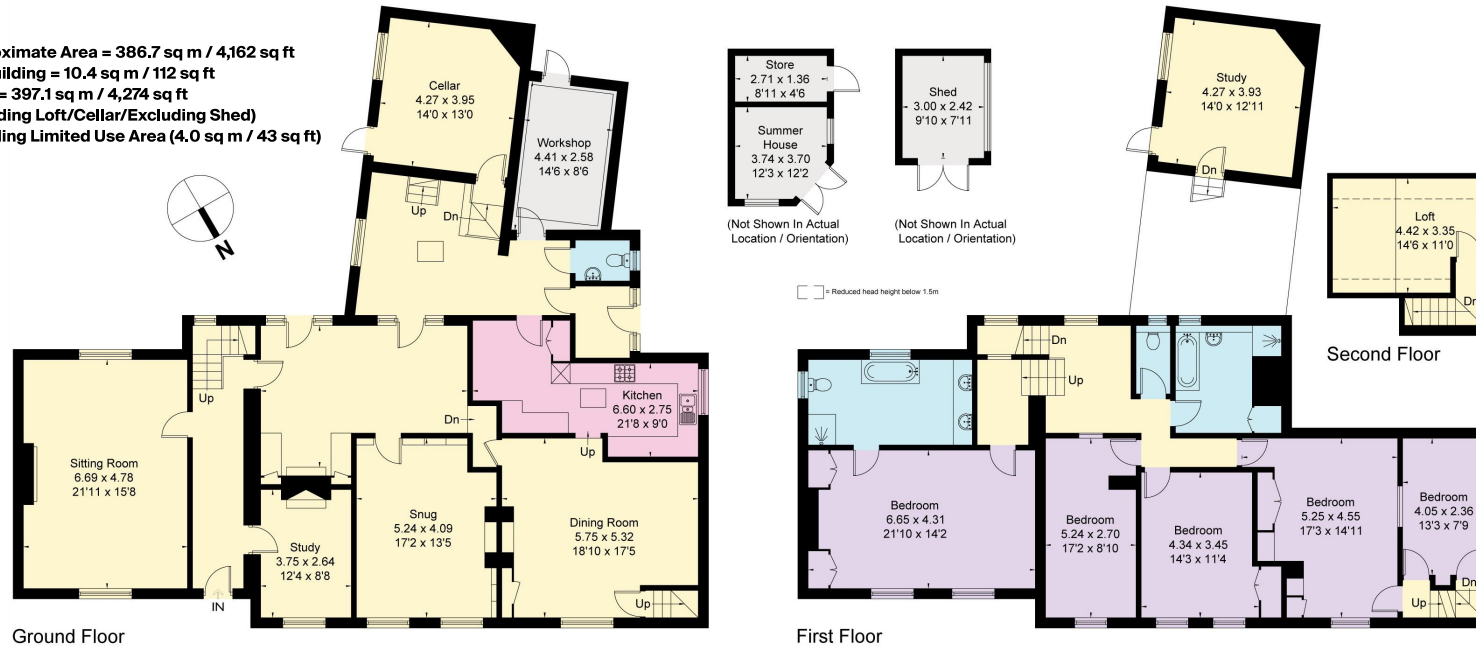 oximate Area = 386.7 sq m / 4,162 sq ft
uilding = 10.4 sq m / 112 sq ft
= 397.1 sq m / 4,274 sq ft
ding Loft/Cellar/Excluding Shed)
ding Limited Use Area (4.0 sq m / 43 sq ft)
N
Cellar
4.27 x 3.95
14'0 x 13'0
Workshop
4.41 x 2.58
14'6 x 8'6
Up
Dn
Up
Sitting Room
6.69 x 4.78
21'11 x 15'8
Dn
Kitchen
6.60 x 2.75
21'8 x 9'0
Up
Study
3.75 x 2.64
12'4 x 8'8
Snug
5.24 x 4.09
17'2 x 13'5
Dining Room
5.75 x 5.32
18'10 x 17'5
Up
IN
Ground Floor
Store
2.71 x 1.36
8'11 x 4'6
Summer
House
3.74 x 3.70
12'3 x 12'2
(Not Shown In Actual
Location / Orientation)
Shed
3.00 x 2.42
9'10 x 7'11
(Not Shown In Actual
Location / Orientation)
= Reduced head height below 1.5m
Study
4.27 x 3.93
14'0 x 12'11
Dn
Loft
4.42 x 3.35
14'6 x 11'0
Dn
Second Floor
Dn
Up
Bedroom
6.65 x 4.31
21'10 x 14'2
Bedroom
5.24 x 2.70
17'2 x 8'10
Bedroom
4.34 x 3.45
14'3 x 11'4
Bedroom
5.25 x 4.55
17'3 x 14'11
Bedroom
4.05 x 2.36
13'3 x 7'9
Dn
Up
First Floor